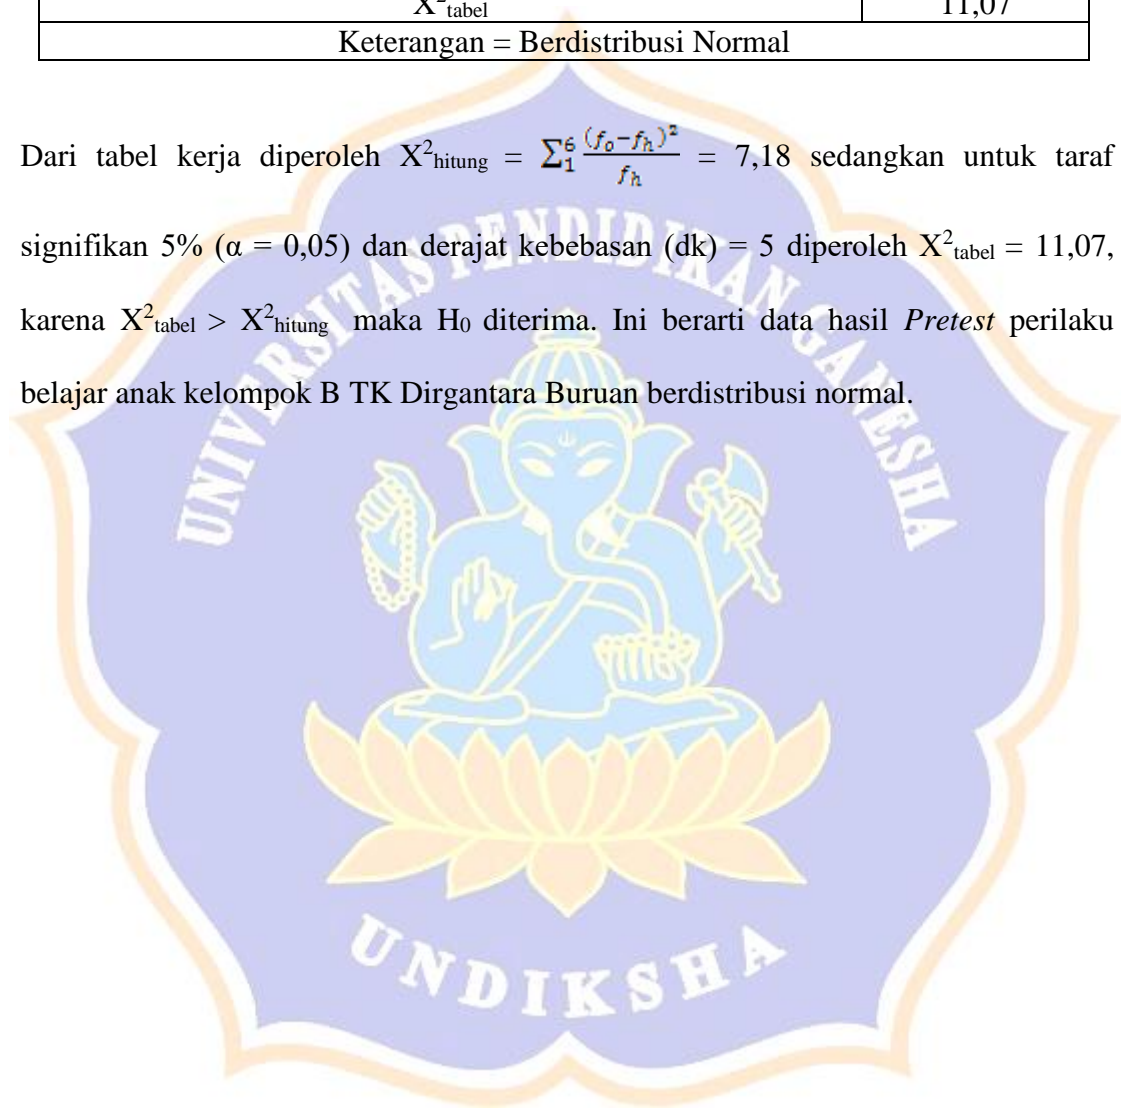 X²tabel 11,07
Keterangan = Berdistribusi Normal
Dari tabel kerja diperoleh X²hitung = ∑₁⁶ (fₒ−fₕ)²/fₕ = 7,18 sedangkan untuk taraf
signifikan 5% (α = 0,05) dan derajat kebebasan (dk) = 5 diperoleh X²tabel = 11,07,
karena X²tabel > X²hitung maka H₀ diterima. Ini berarti data hasil Pretest perilaku
belajar anak kelompok B TK Dirgantara Buruan berdistribusi normal.
UNIVERSITAS PENDIDIKAN GANESHA
UNDIKSHA